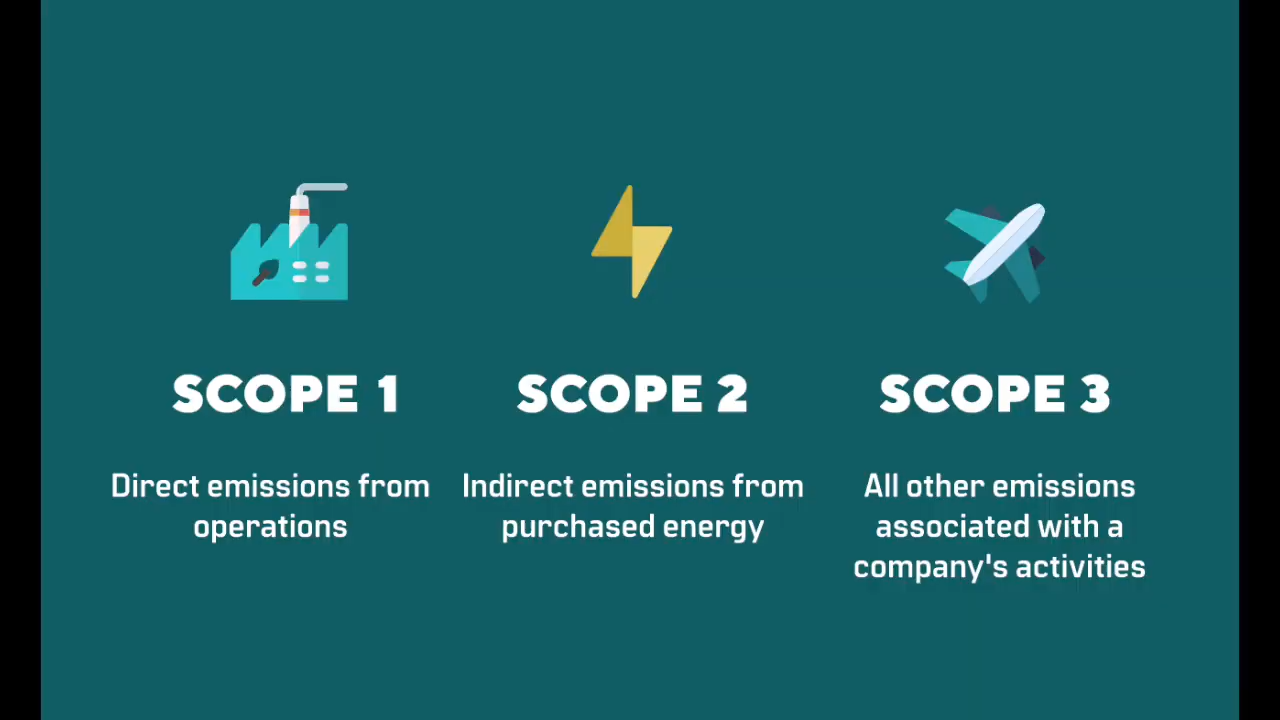 SCOPE 1
Direct emissions from
operations
SCOPE 2
Indirect emissions from
purchased energy
SCOPE 3
All other emissions
associated with a
company's activities